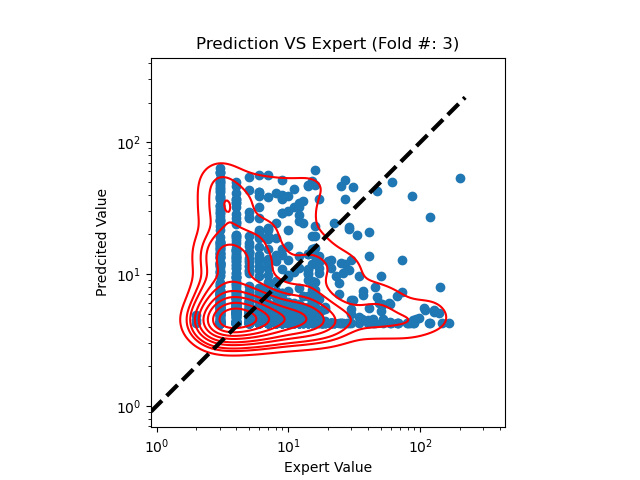 Prediction VS Expert (Fold #: 3)
Predcited Value
10²
10¹
10⁰
10⁰ 10¹ 10²
Expert Value